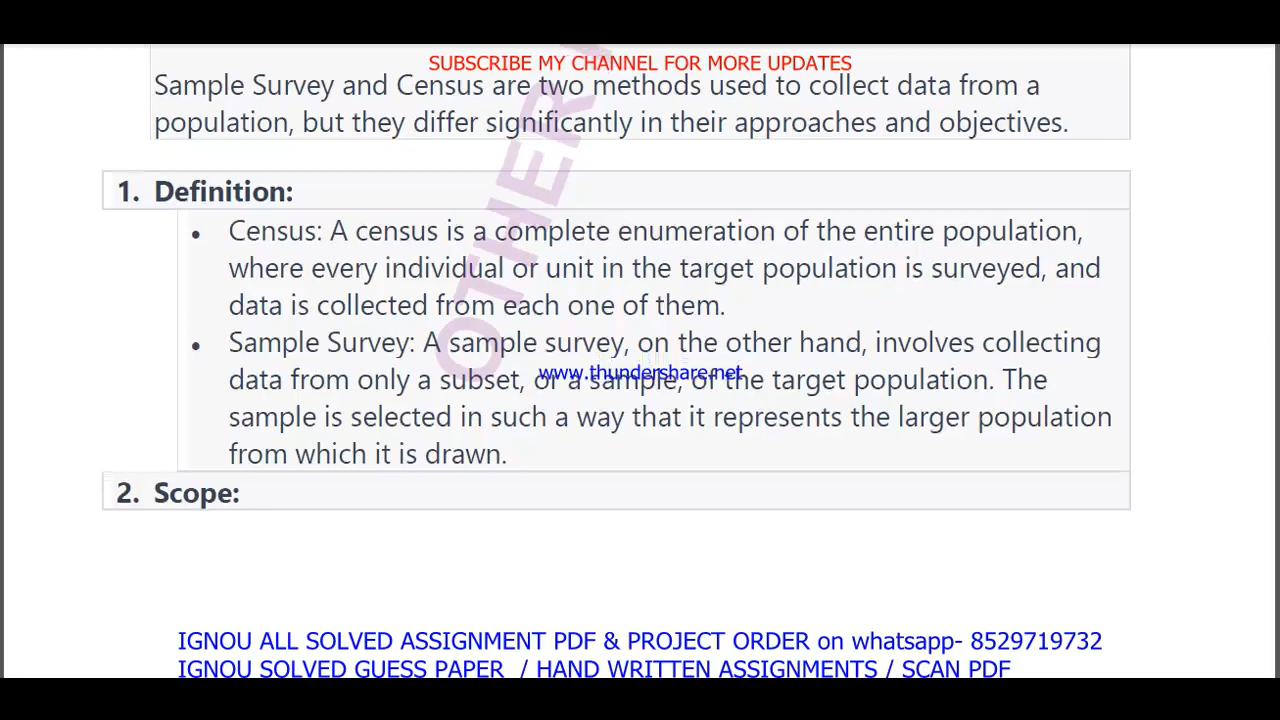 SUBSCRIBE MY CHANNEL FOR MORE UPDATES
Sample Survey and Census are two methods used to collect data from a
population, but they differ significantly in their approaches and objectives.
1. Definition:
• Census: A census is a complete enumeration of the entire population,
where every individual or unit in the target population is surveyed, and
data is collected from each one of them.
• Sample Survey: A sample survey, on the other hand, involves collecting
www.thundershare.net
data from only a subset, or a sample, of the target population. The
sample is selected in such a way that it represents the larger population
from which it is drawn.
2. Scope:
OTHER
IGNOU ALL SOLVED ASSIGNMENT PDF & PROJECT ORDER on whatsapp- 8529719732
IGNOU SOLVED GUESS PAPER / HAND WRITTEN ASSIGNMENTS / SCAN PDF